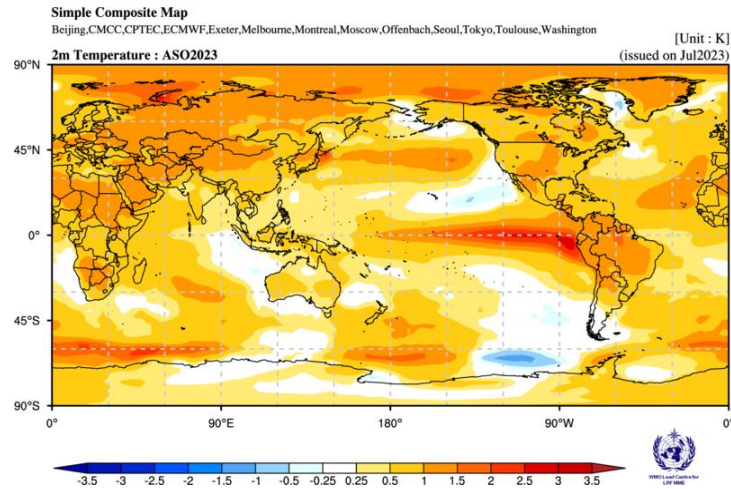 Simple Composite Map
Beijing,CMCC,CPTEC,ECMWF,Exeter,Melbourne,Montreal,Moscow,Offenbach,Seoul,Tokyo,Toulouse,Washington
[Unit : K]
2m Temperature : ASO2023
(issued on Jul2023)
90°N
45°N
0°
45°S
90°S
0° 90°E 180° 90°W 0°
-3.5 -3 -2.5 -2 -1.5 -1 -0.5 -0.25 0.25 0.5 1 1.5 2 2.5 3 3.5
WMO Lead Centre for
LRF MME